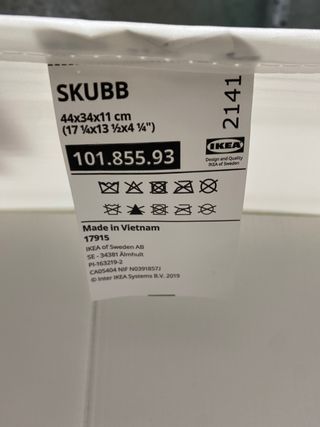 SKUBB
44x34x11 cm
(17 ¼x13 ½x4 ¼")
2141
101.855.93
IKEA
Design and Quality
IKEA of Sweden
Made in Vietnam
17915
IKEA of Sweden AB
SE - 34381 Älmhult
PI-163219-2
CA05404 NIF N0391857J
© Inter IKEA Systems B.V. 2019